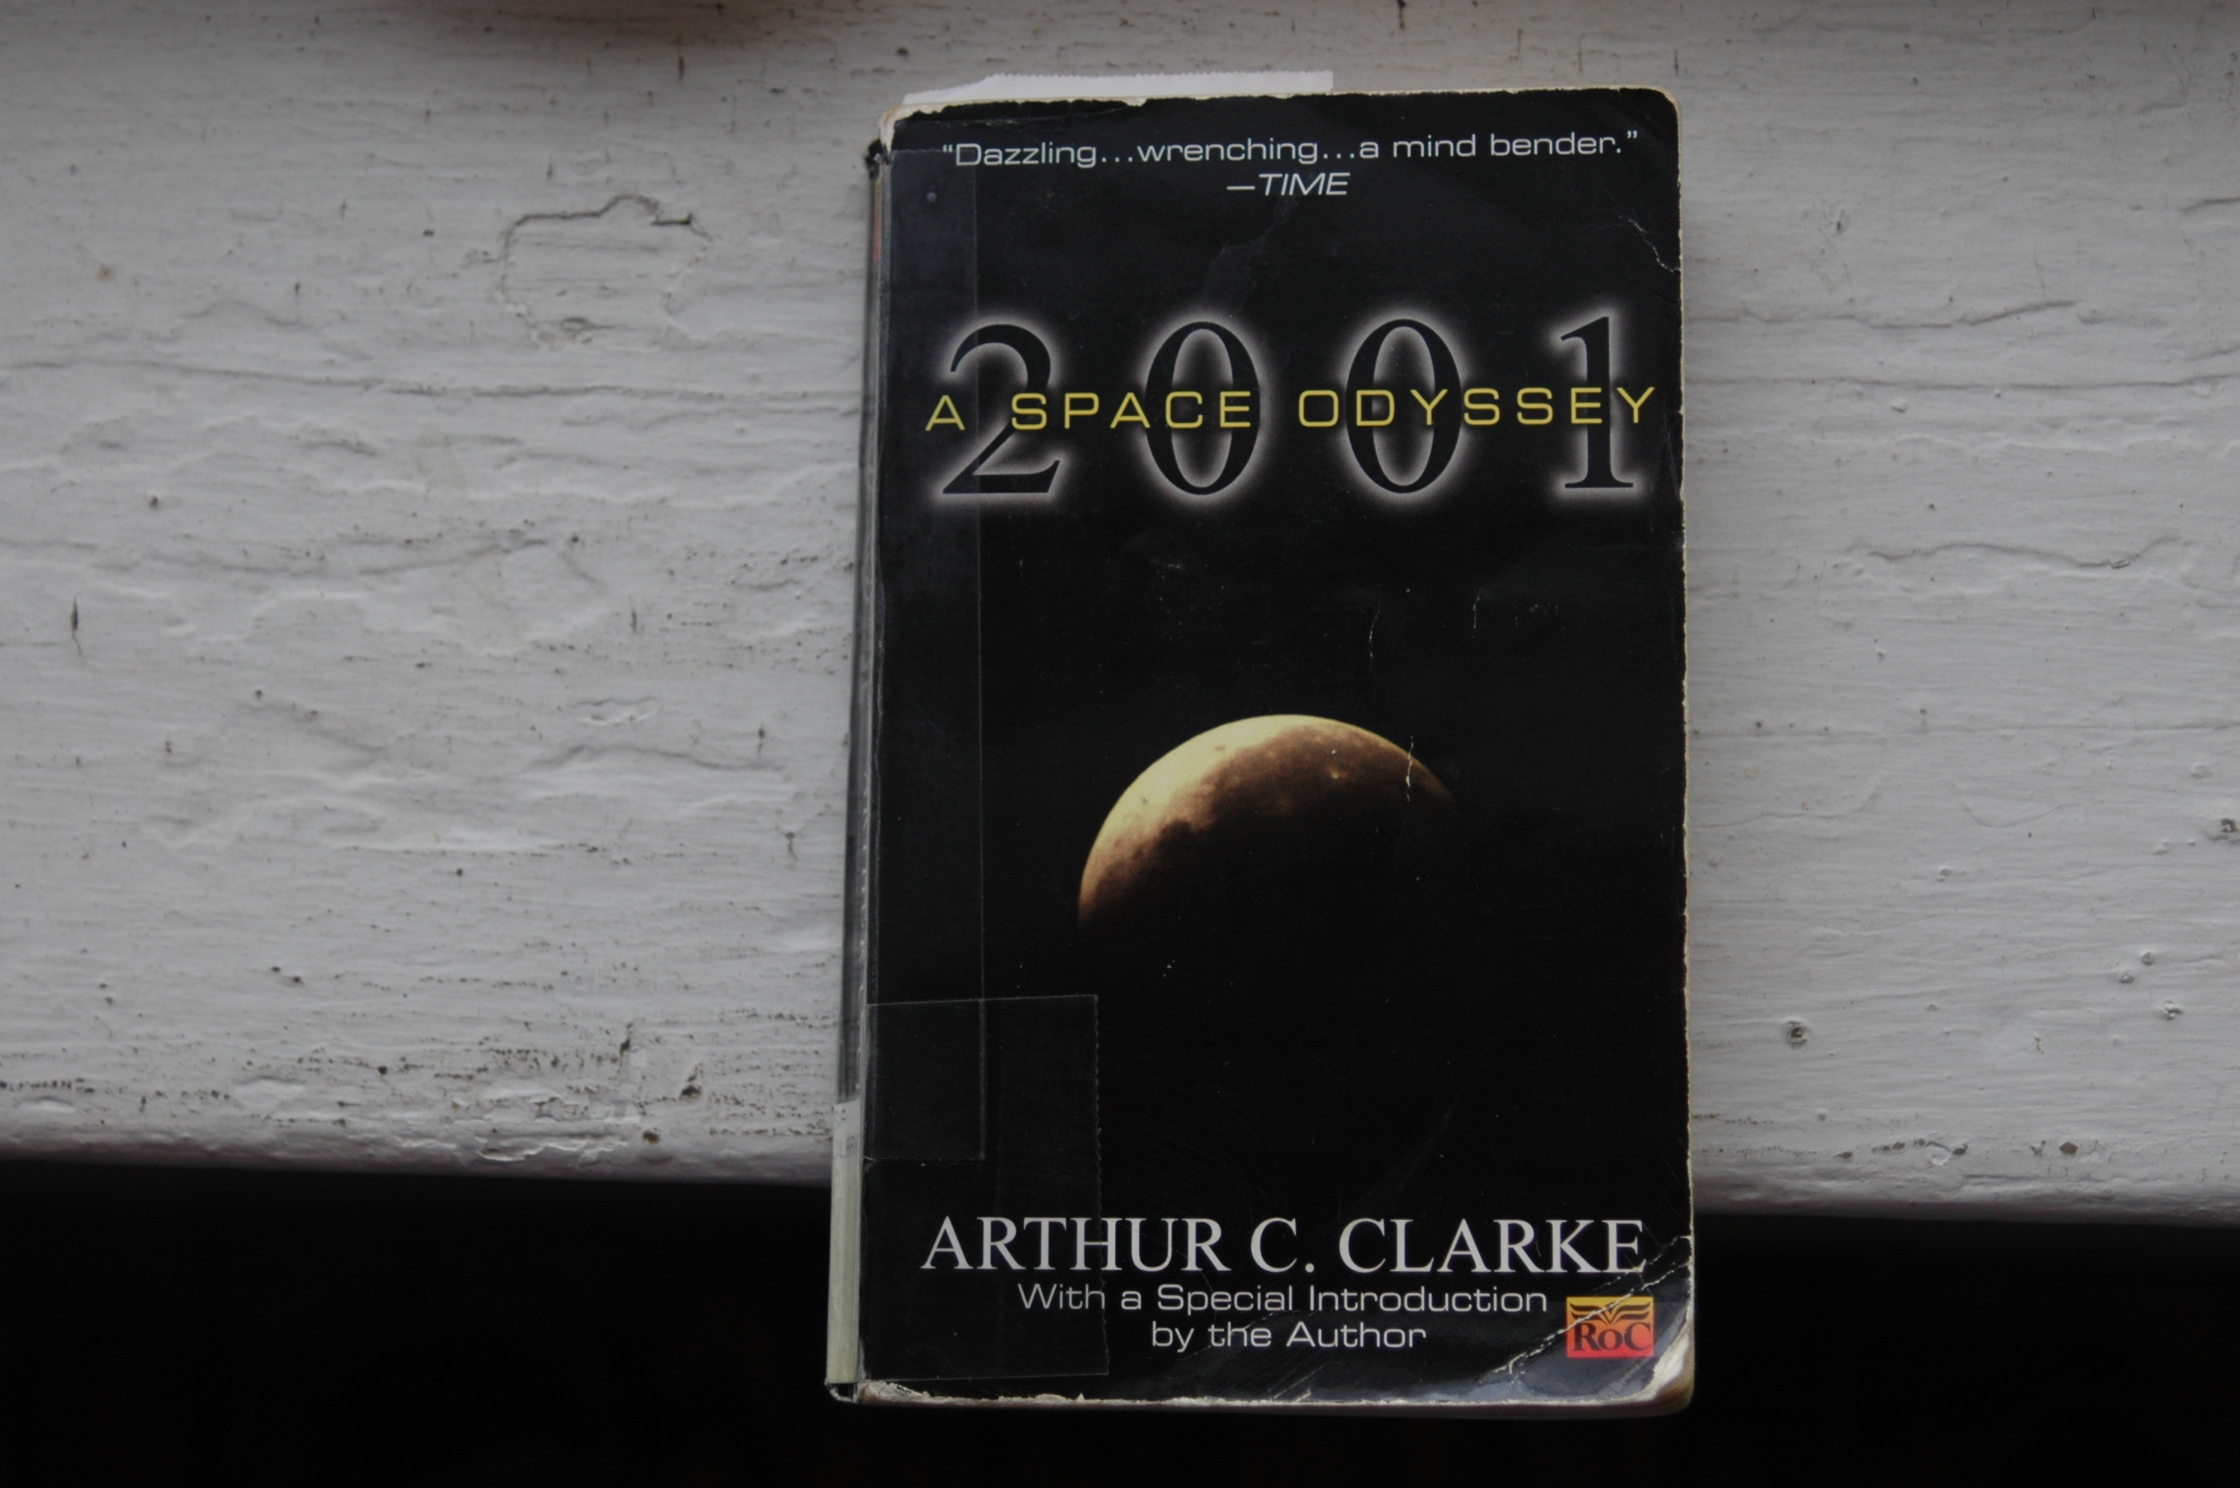 “Dazzling...wrenching...a mind bender.”
—TIME
2001
A SPACE ODYSSEY
ARTHUR C. CLARKE
With a Special Introduction
by the Author
ROC